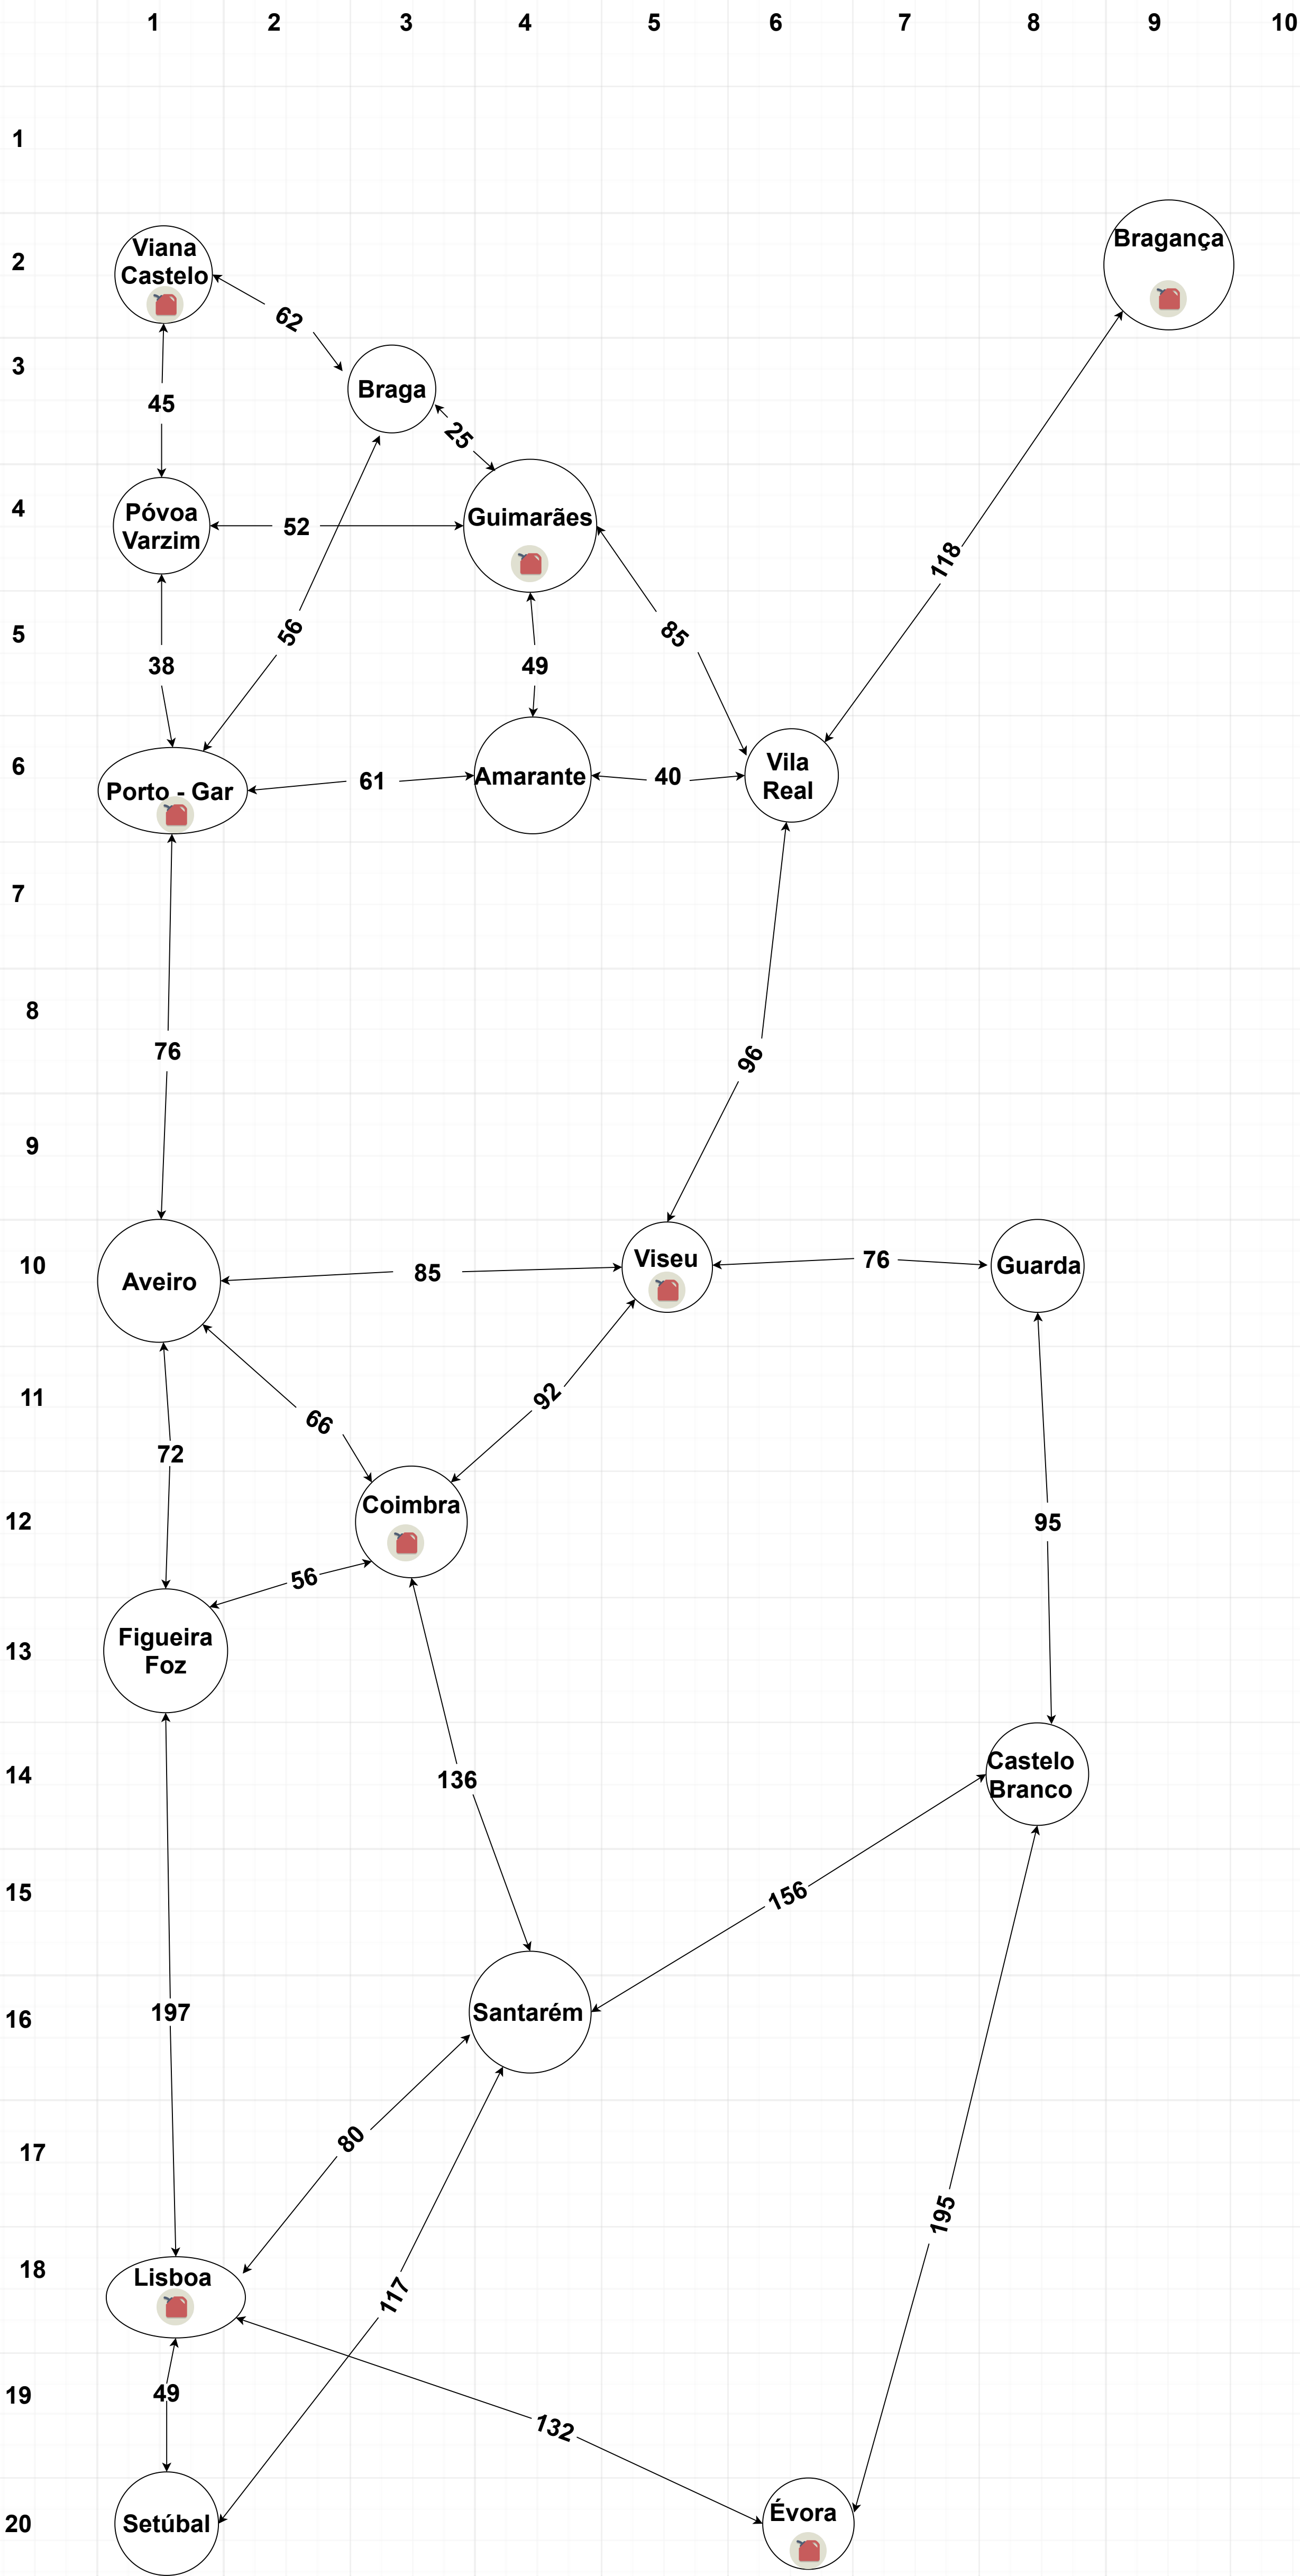 1 2 3 4 5 6 7 8 9 10
1
2
Viana
Castelo
Bragança
62
3
Braga
45
25
4
Póvoa
Varzim
52
Guimarães
118
5
56
85
38
49
6
Porto - Gar
61
Amarante
40
Vila
Real
7
8
76
96
9
10
Aveiro
85
Viseu
76
Guarda
11
66
92
72
12
Coimbra
95
56
13
Figueira
Foz
14
136
Castelo
Branco
15
156
16
197
Santarém
17
80
195
18
Lisboa
117
19
49
132
20
Setúbal
Évora